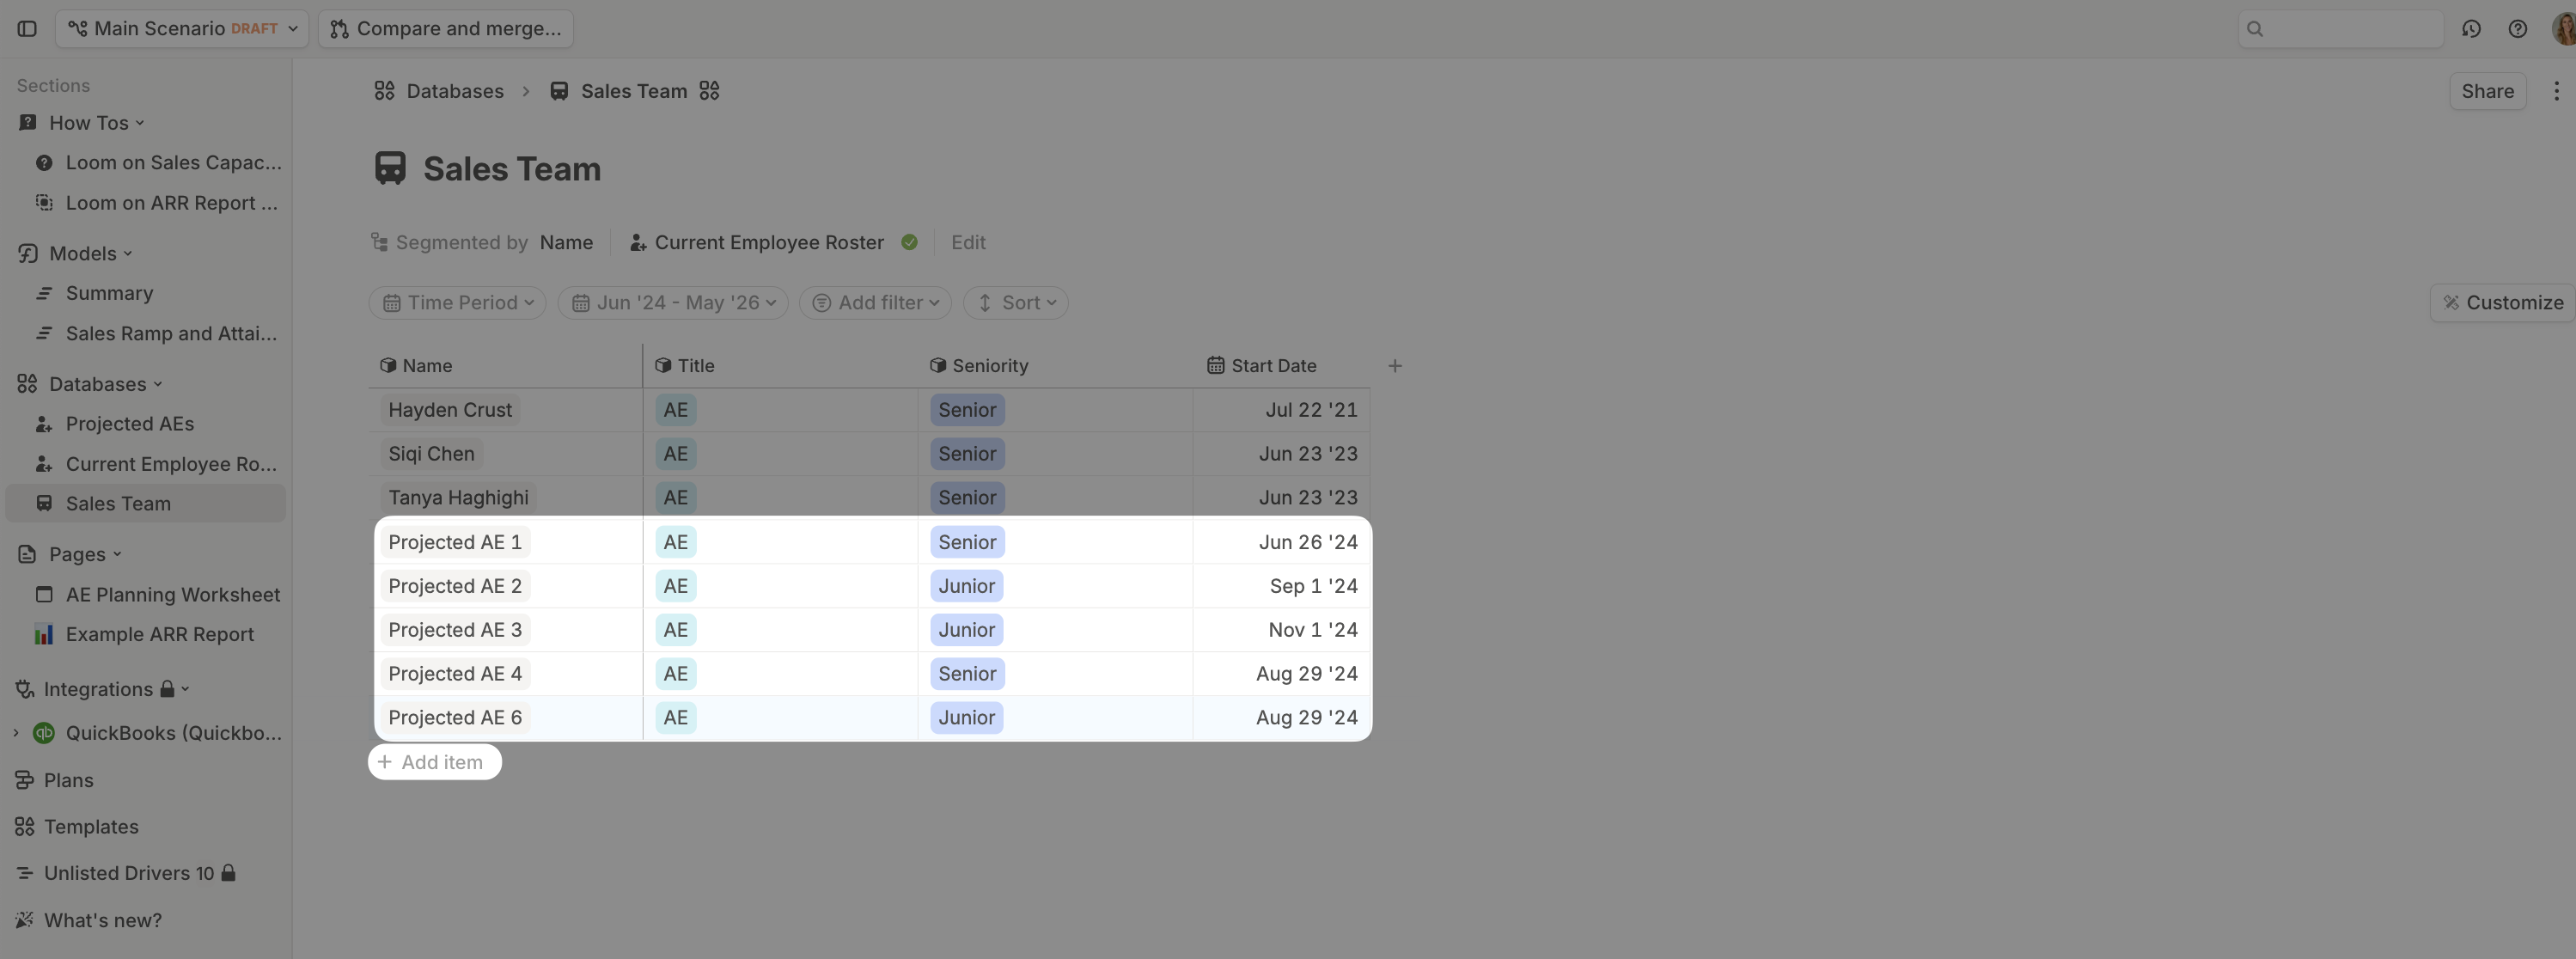 Main Scenario DRAFT
Compare and merge...
Sections
How Tos
Loom on Sales Capac...
Loom on ARR Report ...
Models
Summary
Sales Ramp and Attai...
Databases
Projected AEs
Current Employee Ro...
Sales Team
Pages
AE Planning Worksheet
Example ARR Report
Integrations
qb QuickBooks (Quickbo...
Plans
Templates
Unlisted Drivers 10
What's new?
Databases > Sales Team
Share
Sales Team
Segmented by Name Current Employee Roster Edit
Time Period Jun '24 - May '26 Add filter Sort
Customize
Name Title Seniority Start Date
Hayden Crust AE Senior Jul 22 '21
Siqi Chen AE Senior Jun 23 '23
Tanya Haghighi AE Senior Jun 23 '23
Projected AE 1 AE Senior Jun 26 '24
Projected AE 2 AE Junior Sep 1 '24
Projected AE 3 AE Junior Nov 1 '24
Projected AE 4 AE Senior Aug 29 '24
Projected AE 6 AE Junior Aug 29 '24
+ Add item